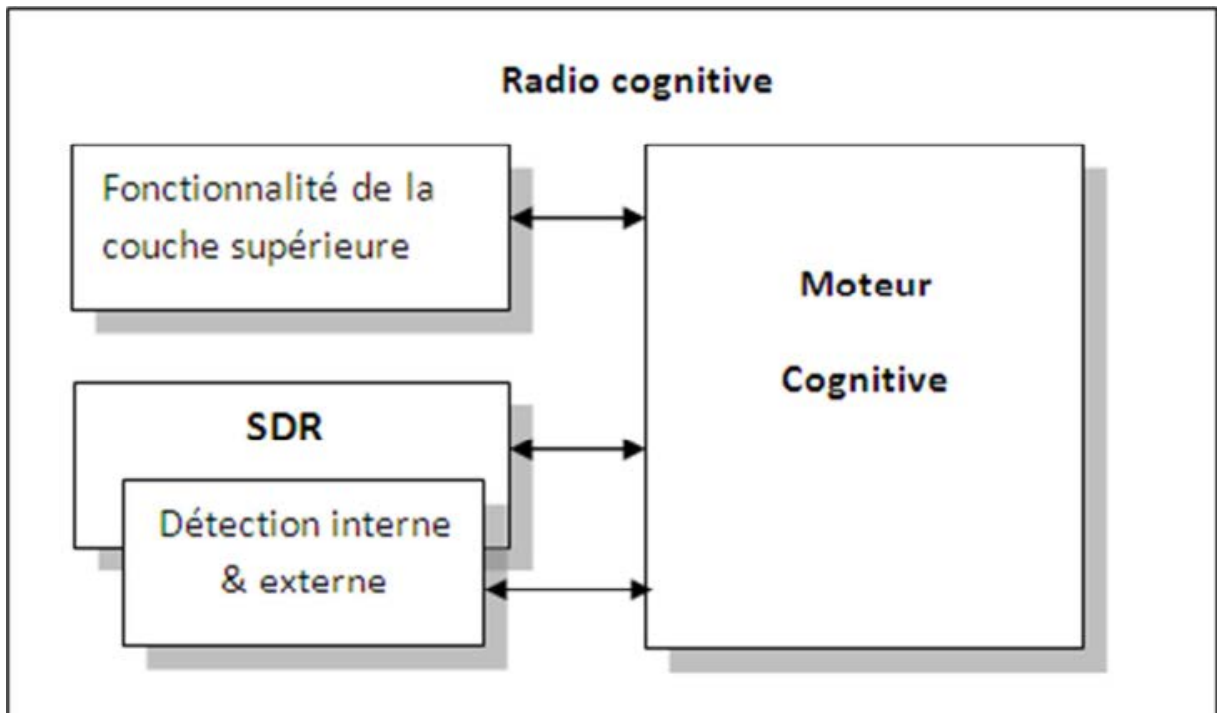 Radio cognitive
Fonctionnalité de la
couche supérieure
Moteur
Cognitive
SDR
Détection interne
& externe